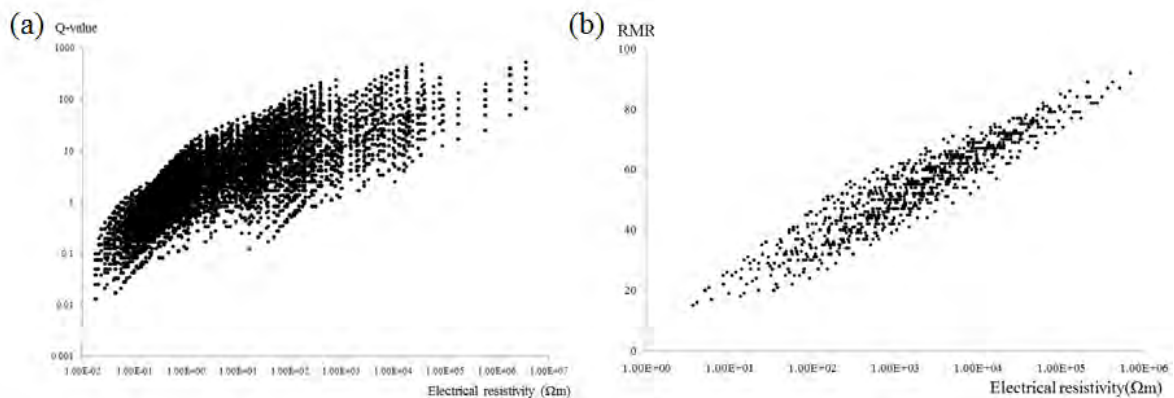 (a)
Q-value
1000
100
10
1
0.1
0.01
0.001
1.00E-02 1.00E-01 1.00E+00 1.00E+01 1.00E+02 1.00E+03 1.00E+04 1.00E+05 1.00E+06 1.00E+07
Electrical resistivity (Ωm)
(b)
RMR
100
80
60
40
20
0
1.00E+00 1.00E+01 1.00E+02 1.00E+03 1.00E+04 1.00E+05 1.00E+06
Electrical resistivity(Ωm)